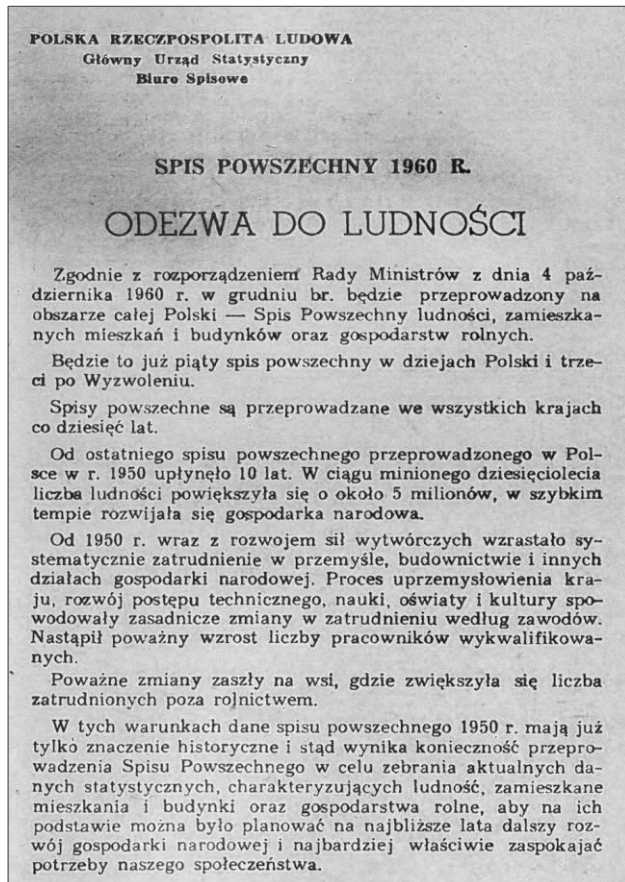 POLSKA RZECZPOSPOLITA LUDOWA
Główny Urząd Statystyczny
Biuro Spisowe
SPIS POWSZECHNY 1960 R.
ODEZWA DO LUDNOŚCI
Zgodnie z rozporządzeniem Rady Ministrów z dnia 4 paź-
dziernika 1960 r. w grudniu br. będzie przeprowadzony na
obszarze całej Polski — Spis Powszechny ludności, zamieszka-
nych mieszkań i budynków oraz gospodarstw rolnych.
Będzie to już piąty spis powszechny w dziejach Polski i trze-
ci po Wyzwoleniu.
Spisy powszechne są przeprowadzane we wszystkich krajach
co dziesięć lat.
Od ostatniego spisu powszechnego przeprowadzonego w Pol-
sce w r. 1950 upłynęło 10 lat. W ciągu minionego dziesięciolecia
liczba ludności powiększyła się o około 5 milionów, w szybkim
tempie rozwijała się gospodarka narodowa.
Od 1950 r. wraz z rozwojem sił wytwórczych wzrastało sy-
stematycznie zatrudnienie w przemyśle, budownictwie i innych
działach gospodarki narodowej. Proces uprzemysłowienia kra-
ju, rozwój postępu technicznego, nauki, oświaty i kultury spo-
wodowały zasadnicze zmiany w zatrudnieniu według zawodów.
Nastąpił poważny wzrost liczby pracowników wykwalifikowa-
nych.
Poważne zmiany zaszły na wsi, gdzie zwiększyła się liczba
zatrudnionych poza rolnictwem.
W tych warunkach dane spisu powszechnego 1950 r. mają już
tylko znaczenie historyczne i stąd wynika konieczność przepro-
wadzenia Spisu Powszechnego w celu zebrania aktualnych da-
nych statystycznych, charakteryzujących ludność, zamieszkane
mieszkania i budynki oraz gospodarstwa rolne, aby na ich
podstawie można było planować na najbliższe lata dalszy roz-
wój gospodarki narodowej i najbardziej właściwie zaspokajać
potrzeby naszego społeczeństwa.